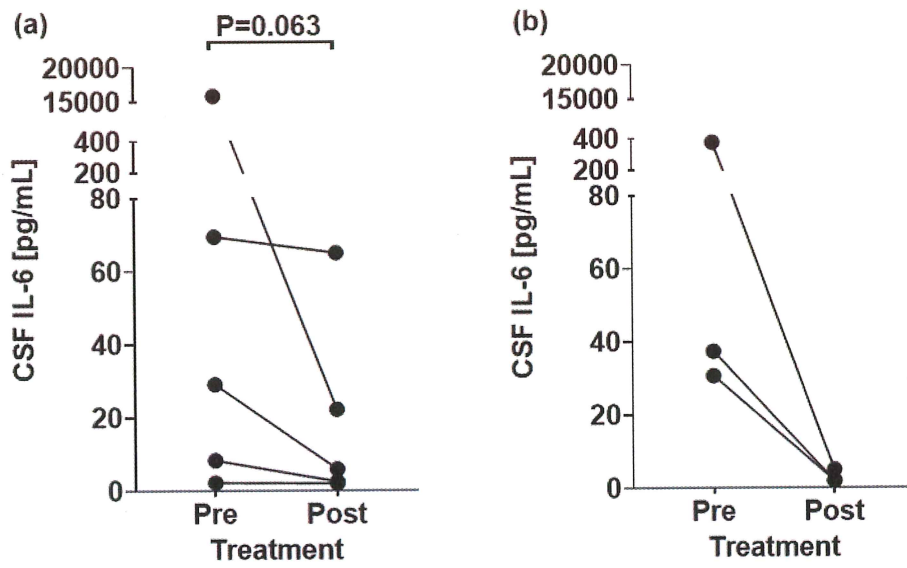 (a)
P=0.063
20000
15000
400
200
80
60
40
20
0
CSF IL-6 [pg/mL]
Pre Post
Treatment
(b)
20000
15000
400
200
80
60
40
20
0
CSF IL-6 [pg/mL]
Pre Post
Treatment